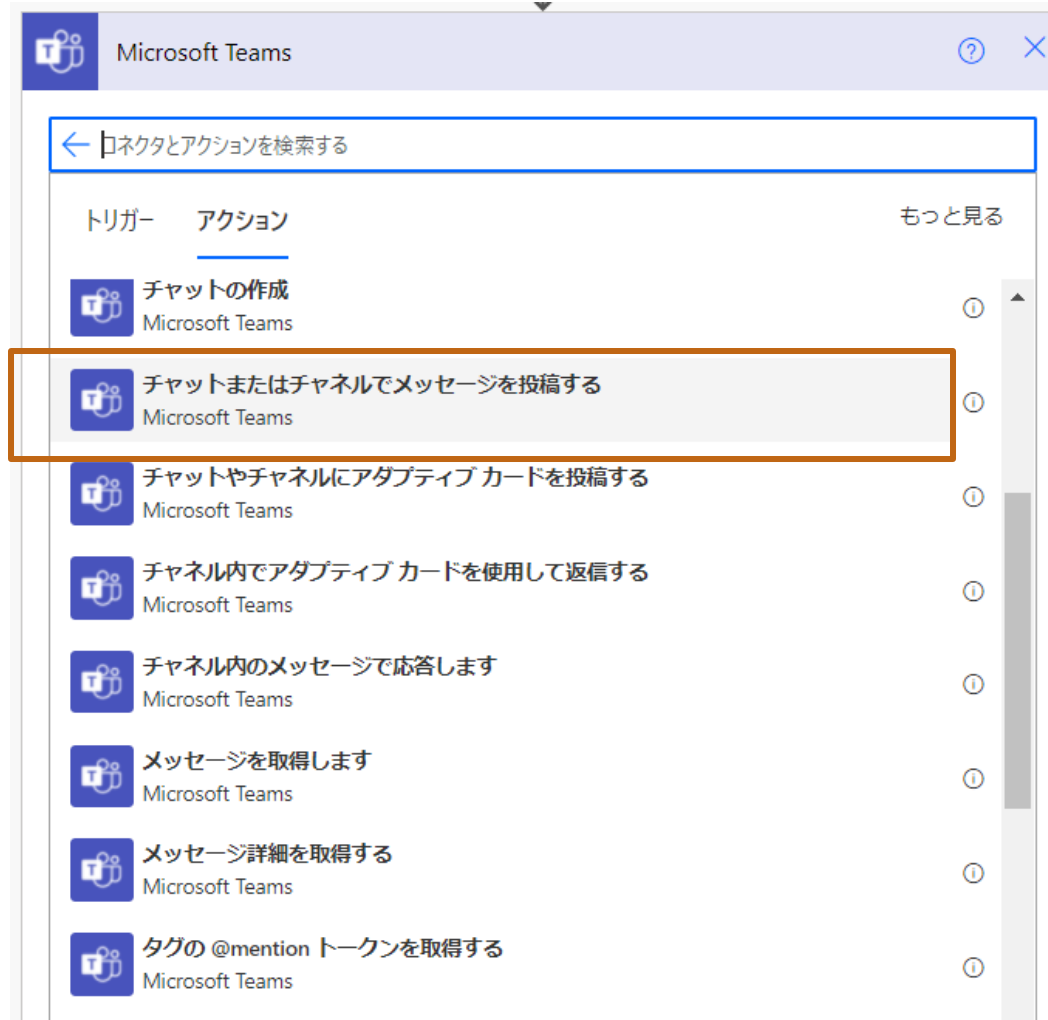 Microsoft Teams
コネクタとアクションを検索する
トリガー アクション もっと見る
チャットの作成
Microsoft Teams
チャットまたはチャネルでメッセージを投稿する
Microsoft Teams
チャットやチャネルにアダプティブ カードを投稿する
Microsoft Teams
チャネル内でアダプティブ カードを使用して返信する
Microsoft Teams
チャネル内のメッセージで応答します
Microsoft Teams
メッセージを取得します
Microsoft Teams
メッセージ詳細を取得する
Microsoft Teams
タグの @mention トークンを取得する
Microsoft Teams